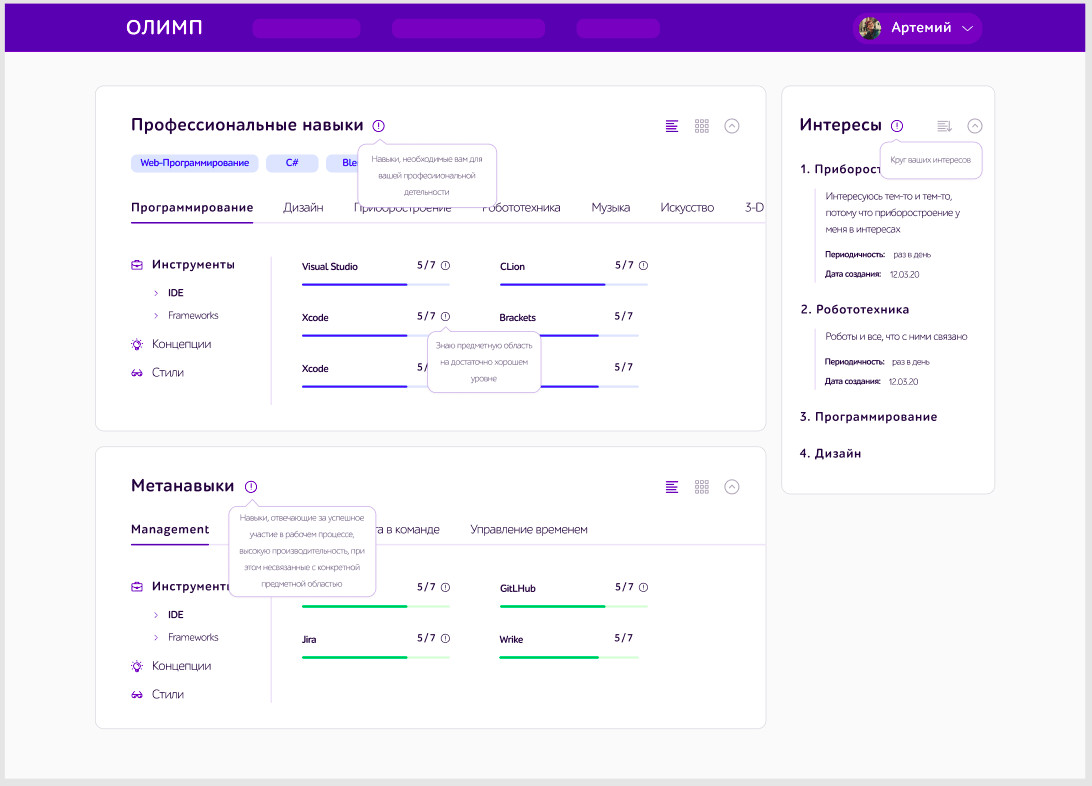 ОЛИМП
Артемий
Профессиональные навыки
Web-Программирование
C#
Навыки, необходимые вам для
вашей профессиональной
детельности
Программирование
Дизайн
Приборостроение
Робототехника
Музыка
Искусство
3-D
Инструменты
IDE
Frameworks
Концепции
Стили
Visual Studio
5/7
CLion
5/7
Xcode
5/7
Brackets
5/7
Xcode
5/
5/7
Знаю предметную область
на достаточно хорошем
уровне
Метанавыки
Навыки, отвечающие за успешное
участие в рабочем процессе,
высокую производительность, при
этом несвязанные с конкретной
предметной областью
Management
та в команде
Управление временем
Инструменты
IDE
Frameworks
Концепции
Стили
5/7
GitLHub
5/7
Jira
5/7
Wrike
5/7
Интересы
Круг ваших интересов
1. Приборост
Интересуюсь тем-то и тем-то,
потому что приборостроение у
меня в интересах
Периодичность: раз в день
Дата создания: 12.03.20
2. Робототехника
Роботы и все, что с ними связано
Периодичность: раз в день
Дата создания: 12.03.20
3. Программирование
4. Дизайн